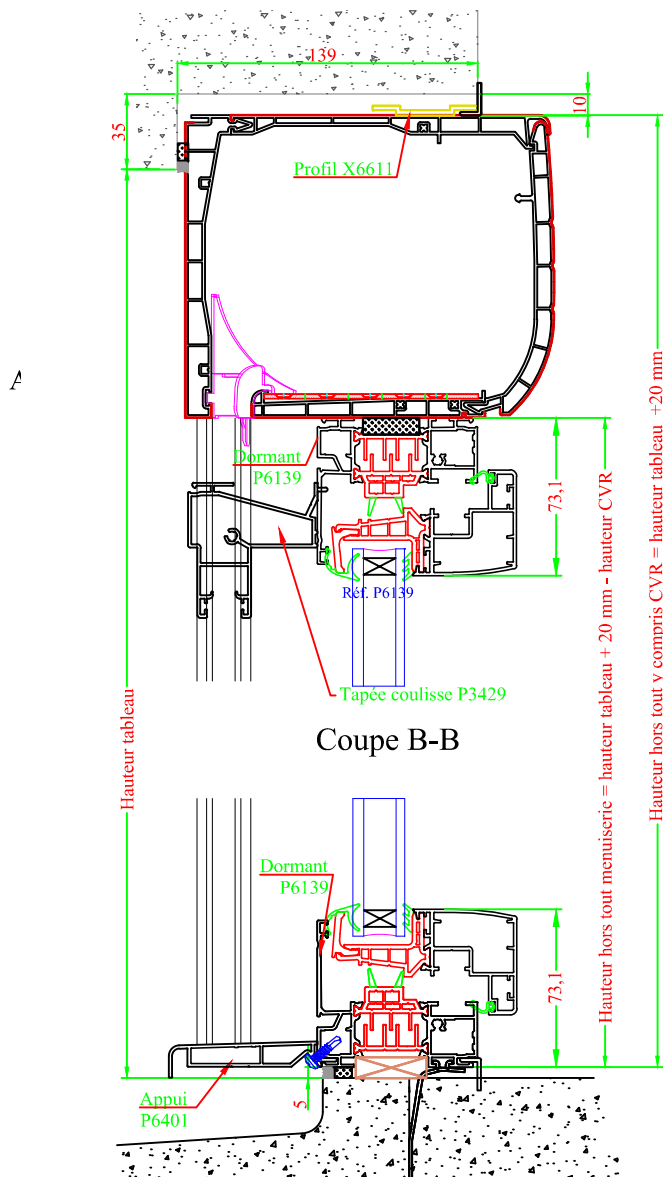 139
10
35
Profil X6611
Dormant
P6139
73,1
Réf. P6139
Tapée coulisse P3429
Coupe B-B
Hauteur tableau
Hauteur hors tout menuiserie = hauteur tableau + 20 mm - hauteur CVR
Hauteur hors tout y compris CVR = hauteur tableau +20 mm
Dormant
P6139
73,1
Appui
P6401
5